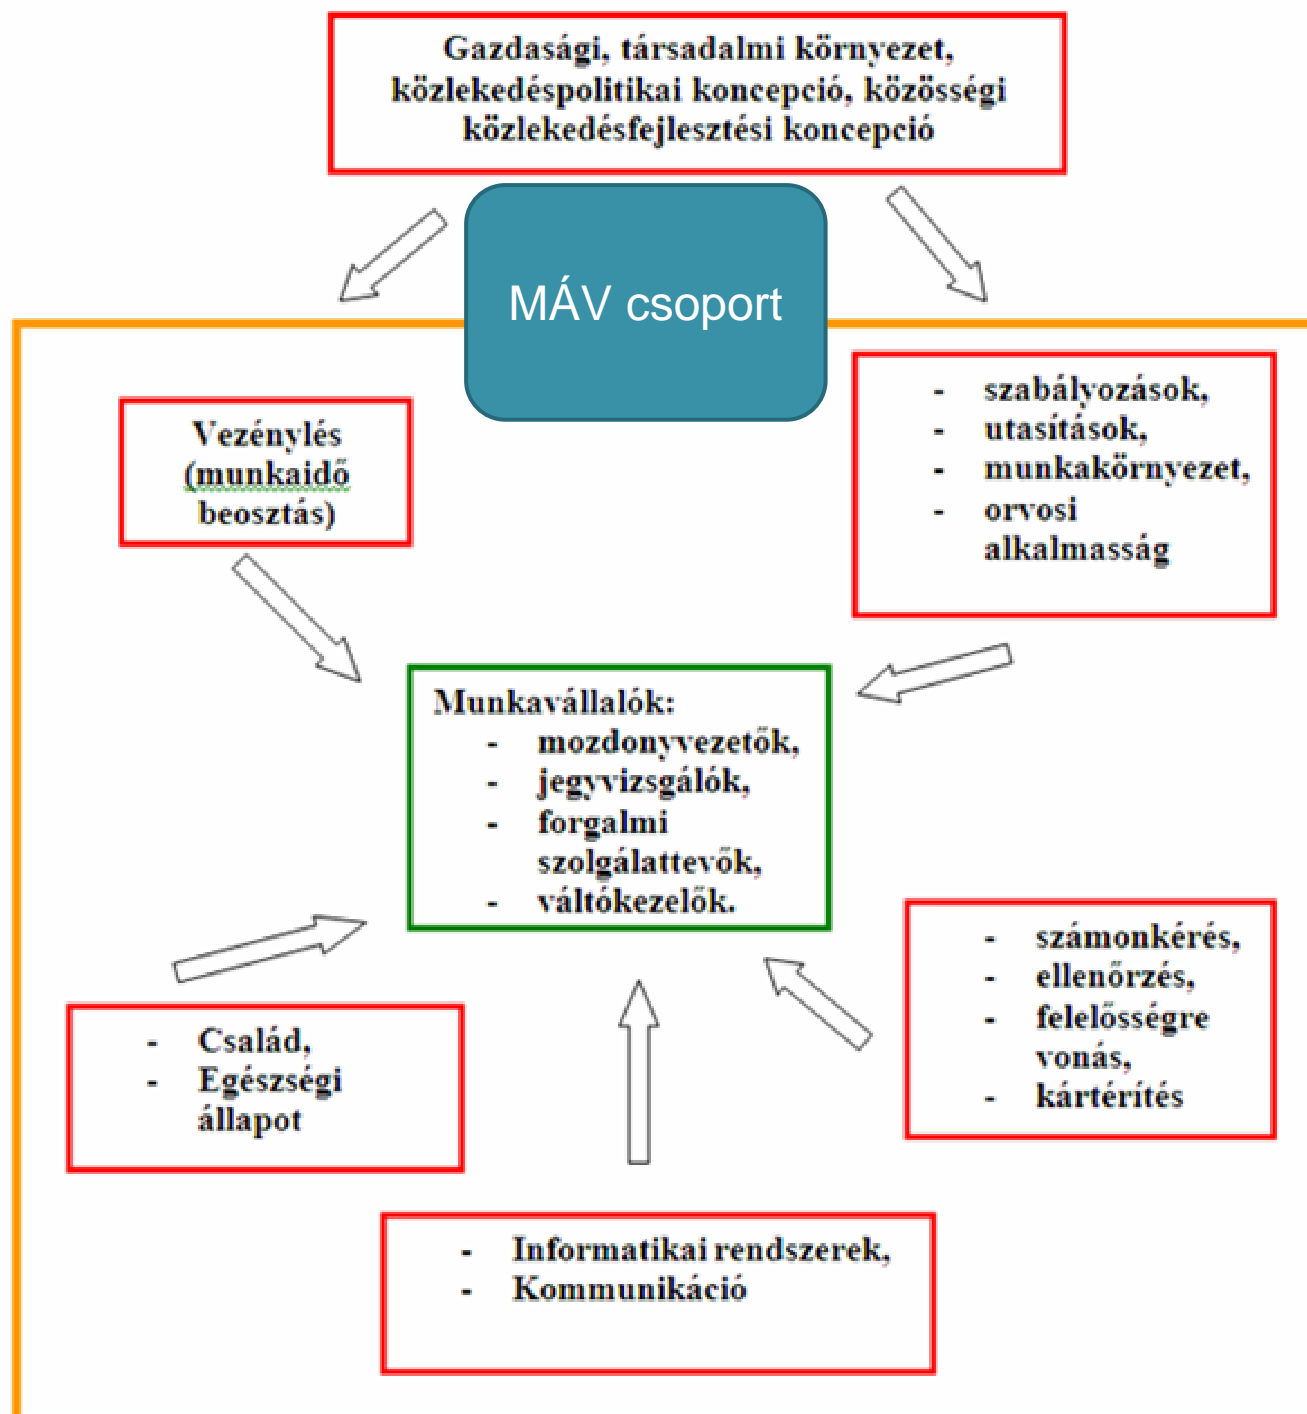 Gazdasági, társadalmi környezet,
közlekedéspolitikai koncepció, közösségi
közlekedésfejlesztési koncepció
MÁV csoport
Vezénylés
(munkaidő
beosztás)
- szabályozások,
- utasítások,
- munkakörnyezet,
- orvosi
alkalmasság
Munkavállalók:
- mozdonyvezetők,
- jegyvizsgálók,
- forgalmi
szolgálattevők,
- váltókezelők.
- számonkérés,
- ellenőrzés,
- felelősségre
vonás,
- kártérítés
- Család,
- Egészségi
állapot
- Informatikai rendszerek,
- Kommunikáció